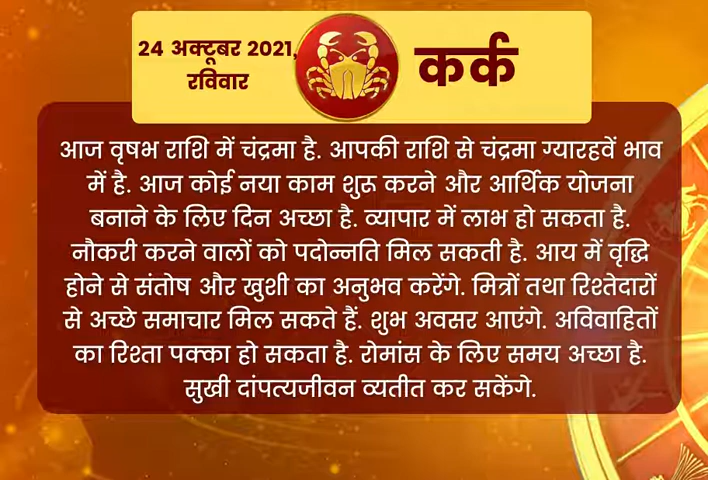 24 अक्टूबर 2021,
रविवार
कर्क
आज वृषभ राशि में चंद्रमा है. आपकी राशि से चंद्रमा ग्यारहवें भाव
में है. आज कोई नया काम शुरू करने और आर्थिक योजना
बनाने के लिए दिन अच्छा है. व्यापार में लाभ हो सकता है.
नौकरी करने वालों को पदोन्नति मिल सकती है. आय में वृद्धि
होने से संतोष और खुशी का अनुभव करेंगे. मित्रों तथा रिश्तेदारों
से अच्छे समाचार मिल सकते हैं. शुभ अवसर आएंगे. अविवाहितों
का रिश्ता पक्का हो सकता है. रोमांस के लिए समय अच्छा है.
सुखी दांपत्यजीवन व्यतीत कर सकेंगे.